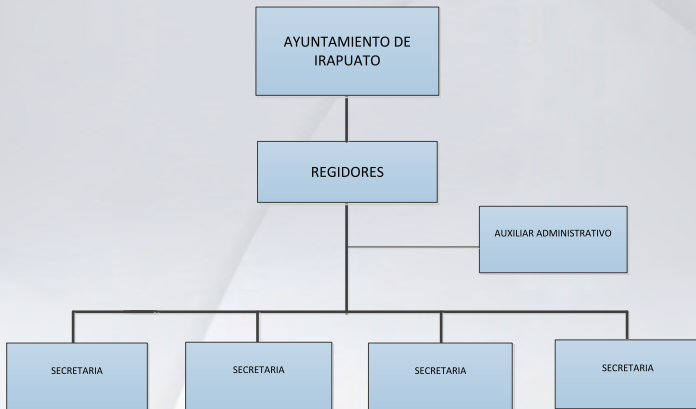 AYUNTAMIENTO DE
IRAPUATO
REGIDORES
AUXILIAR ADMINISTRATIVO
SECRETARIA
SECRETARIA
SECRETARIA
SECRETARIA